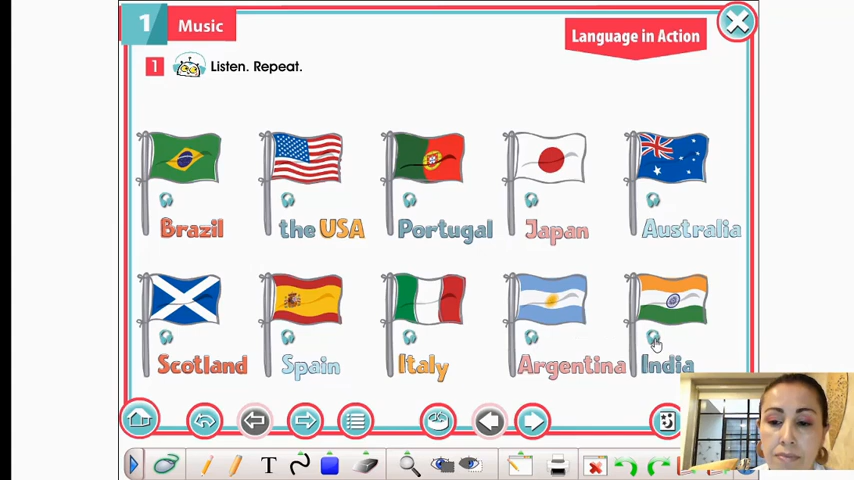 1 Music
Language in Action
1 Listen. Repeat.
Brazil the USA Portugal Japan Australia
Scotland Spain Italy Argentina India
T